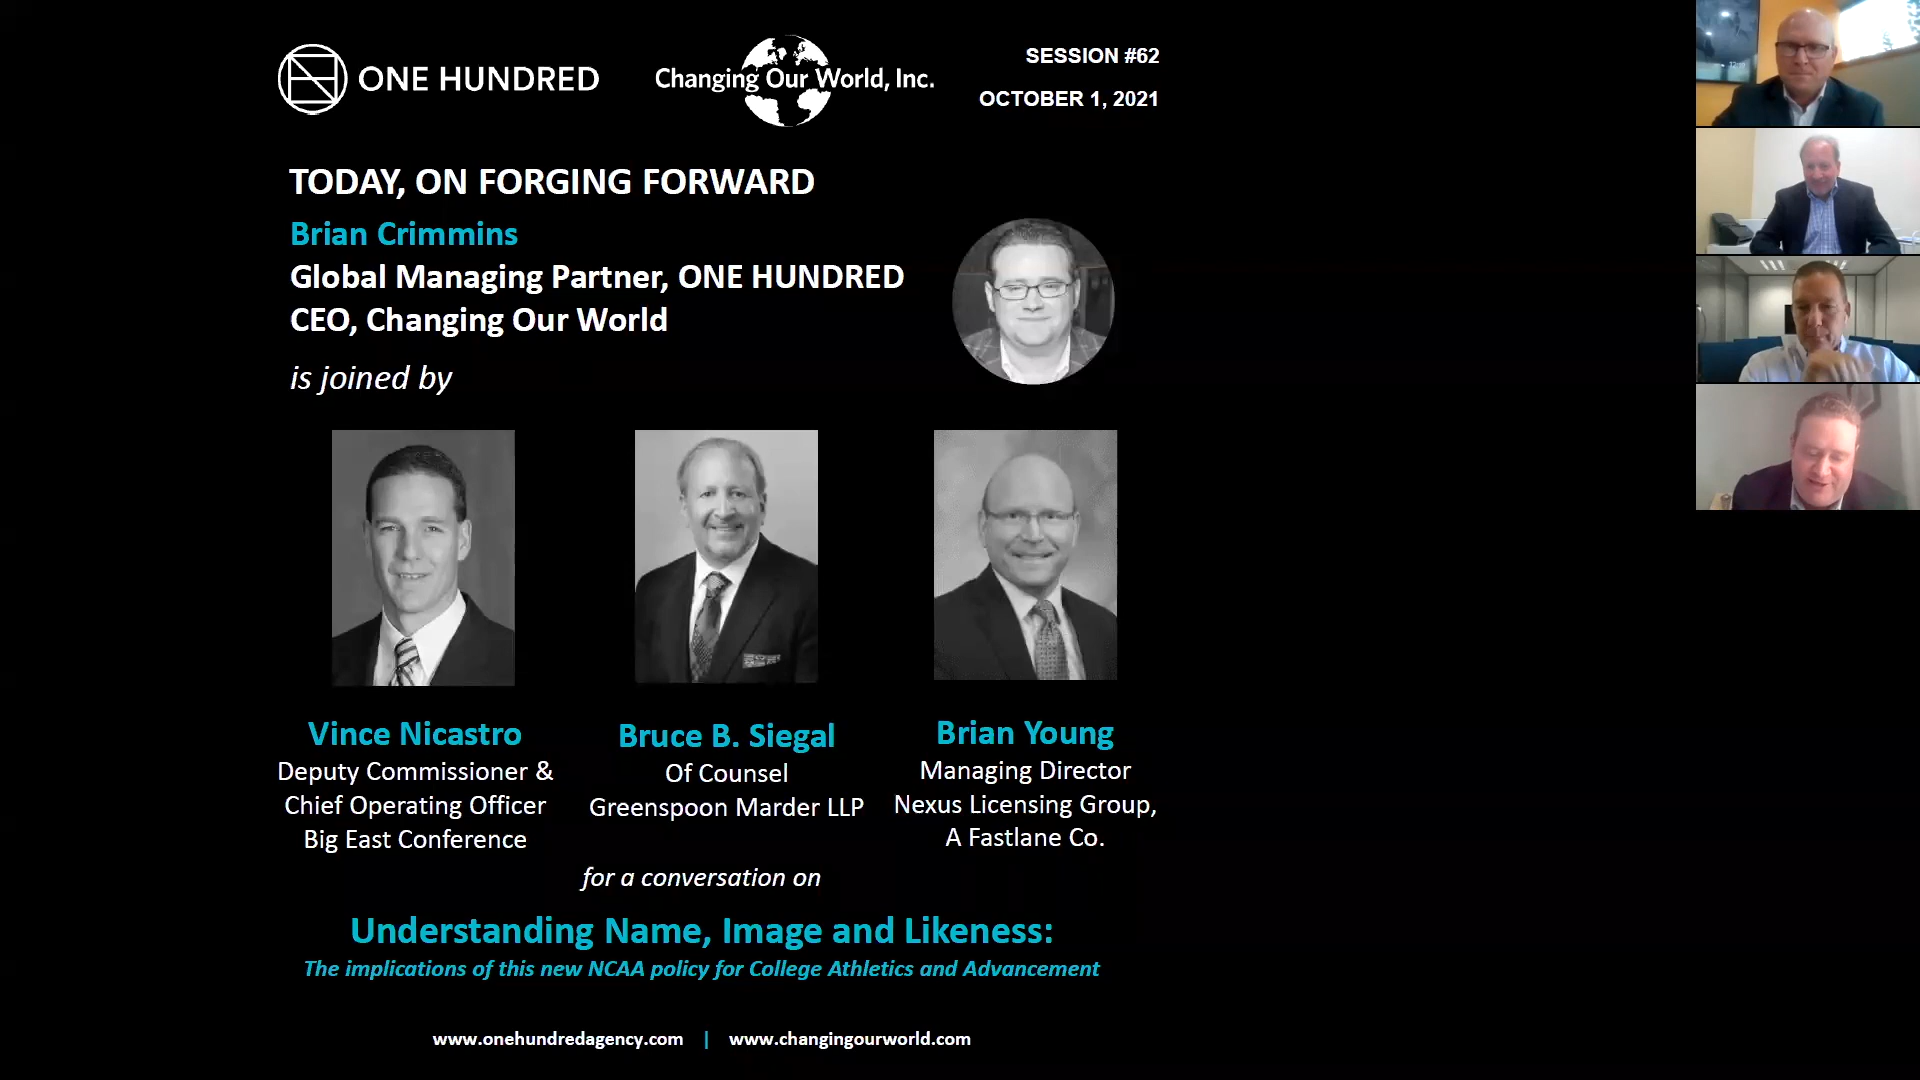 ONE HUNDRED
Changing Our World, Inc.
SESSION #62
OCTOBER 1, 2021
TODAY, ON FORGING FORWARD
Brian Crimmins
Global Managing Partner, ONE HUNDRED
CEO, Changing Our World
is joined by
Vince Nicastro
Deputy Commissioner &
Chief Operating Officer
Big East Conference
Bruce B. Siegal
Of Counsel
Greenspoon Marder LLP
Brian Young
Managing Director
Nexus Licensing Group,
A Fastlane Co.
for a conversation on
Understanding Name, Image and Likeness:
The implications of this new NCAA policy for College Athletics and Advancement
www.onehundredagency.com | www.changingourworld.com